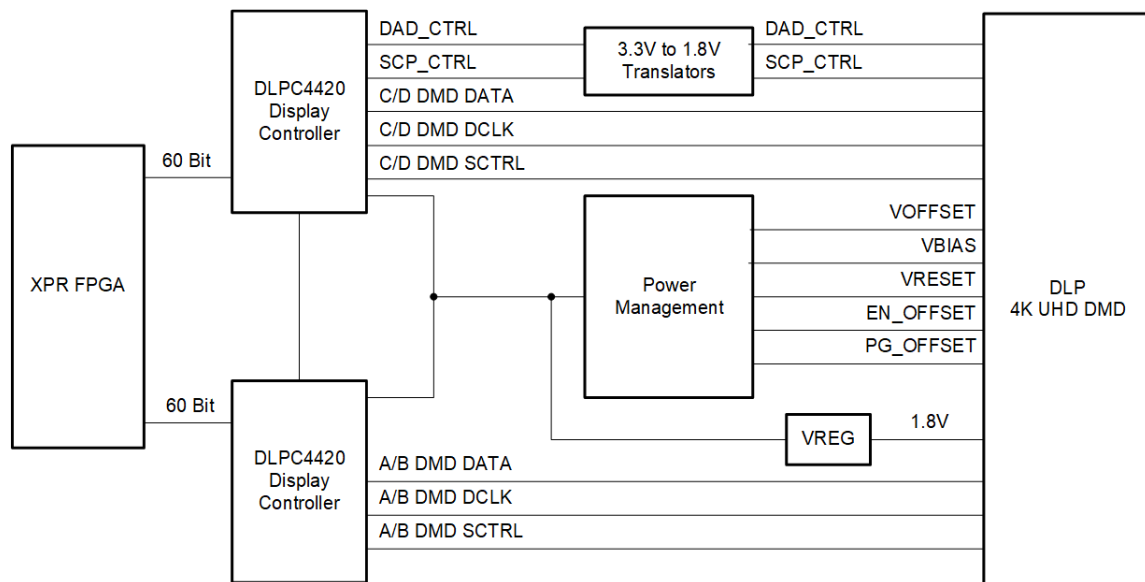 DAD_CTRL
SCP_CTRL
C/D DMD DATA
C/D DMD DCLK
C/D DMD SCTRL
DLPC4420
Display
Controller
3.3V to 1.8V
Translators
DAD_CTRL
SCP_CTRL
60 Bit
XPR FPGA
60 Bit
Power
Management
VOFFSET
VBIAS
VRESET
EN_OFFSET
PG_OFFSET
DLP
4K UHD DMD
VREG
1.8V
DLPC4420
Display
Controller
A/B DMD DATA
A/B DMD DCLK
A/B DMD SCTRL